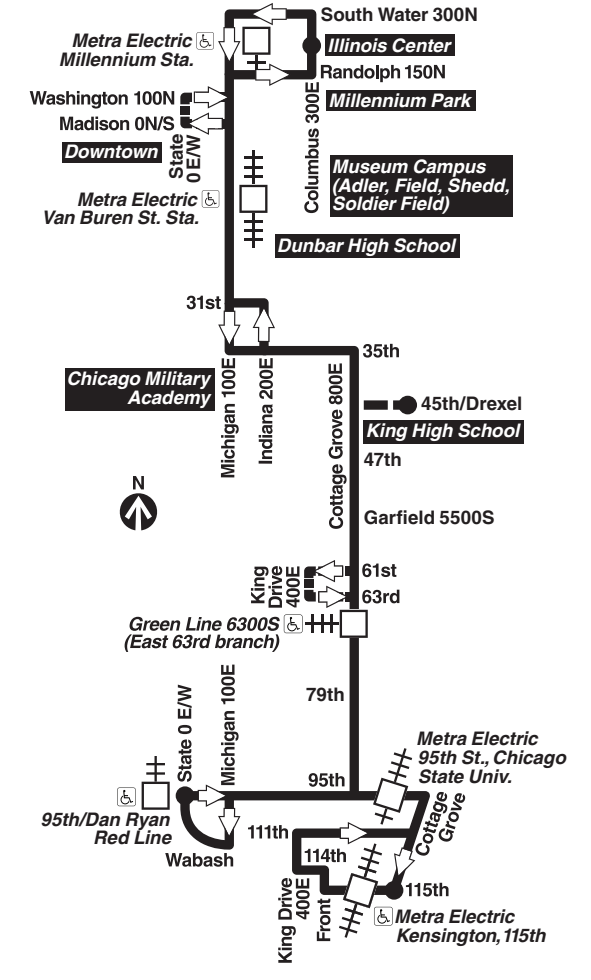 South Water 300N
Metra Electric
Millennium Sta.
Illinois Center
Randolph 150N
Washington 100N
Millennium Park
Madison 0N/S
Columbus 300E
Downtown
State
0 E/W
Museum Campus
(Adler, Field, Shedd,
Soldier Field)
Metra Electric
Van Buren St. Sta.
Dunbar High School
31st
35th
Chicago Military
Academy
Michigan 100E
Indiana 200E
Cottage Grove 800E
45th/Drexel
King High School
47th
N
Garfield 5500S
King
Drive
400E
61st
63rd
Green Line 6300S
(East 63rd branch)
State 0 E/W
Michigan 100E
79th
Metra Electric
95th St., Chicago
State Univ.
95th
95th/Dan Ryan
Red Line
Wabash
Cottage
Grove
111th
114th
King Drive
400E
Front
115th
Metra Electric
Kensington, 115th